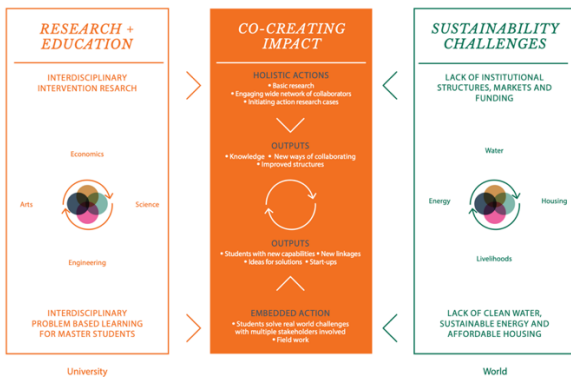 RESEARCH +
EDUCATION
INTERDISCIPLINARY
INTERVENTION RESARCH
Economics
Arts
Science
Engineering
INTERDISCIPLINARY
PROBLEM BASED LEARNING
FOR MASTER STUDENTS
University
CO-CREATING
IMPACT
HOLISTIC ACTIONS
• Basic research
• Engaging wide network of collaborators
• Initiating action research cases
OUTPUTS
• Knowledge • New ways of collaborating
• Improved structures
OUTPUTS
• Students with new capabilities • New linkages
• Ideas for solutions • Start-ups
EMBEDDED ACTION
• Students solve real world challenges
with multiple stakeholders involved
• Field work
SUSTAINABILITY
CHALLENGES
LACK OF INSTITUTIONAL
STRUCTURES, MARKETS AND
FUNDING
Water
Energy
Housing
Livelihoods
LACK OF CLEAN WATER,
SUSTAINABLE ENERGY AND
AFFORDABLE HOUSING
World